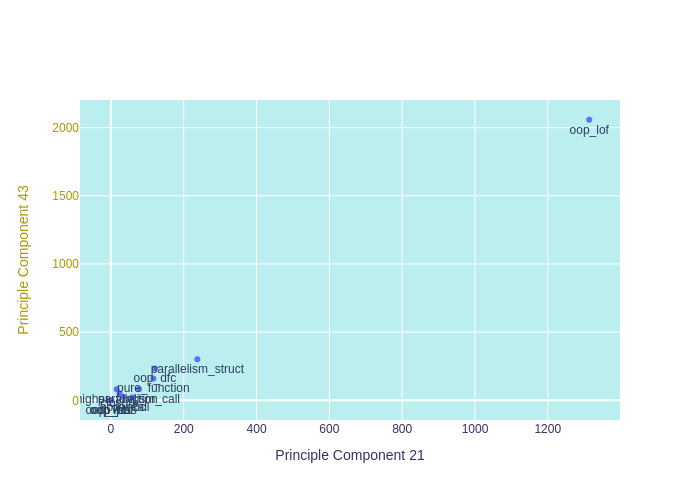 2000
1500
1000
500
0
Principle Component 43
oop_lof
parallelism_struct
oop_dfc
pure_function
0
200
400
600
800
1000
1200
Principle Component 21